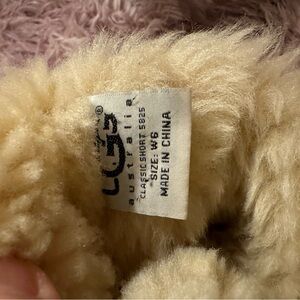 UGG®
australia
CLASSIC SHORT 5825
SIZE: W6
MADE IN CHINA